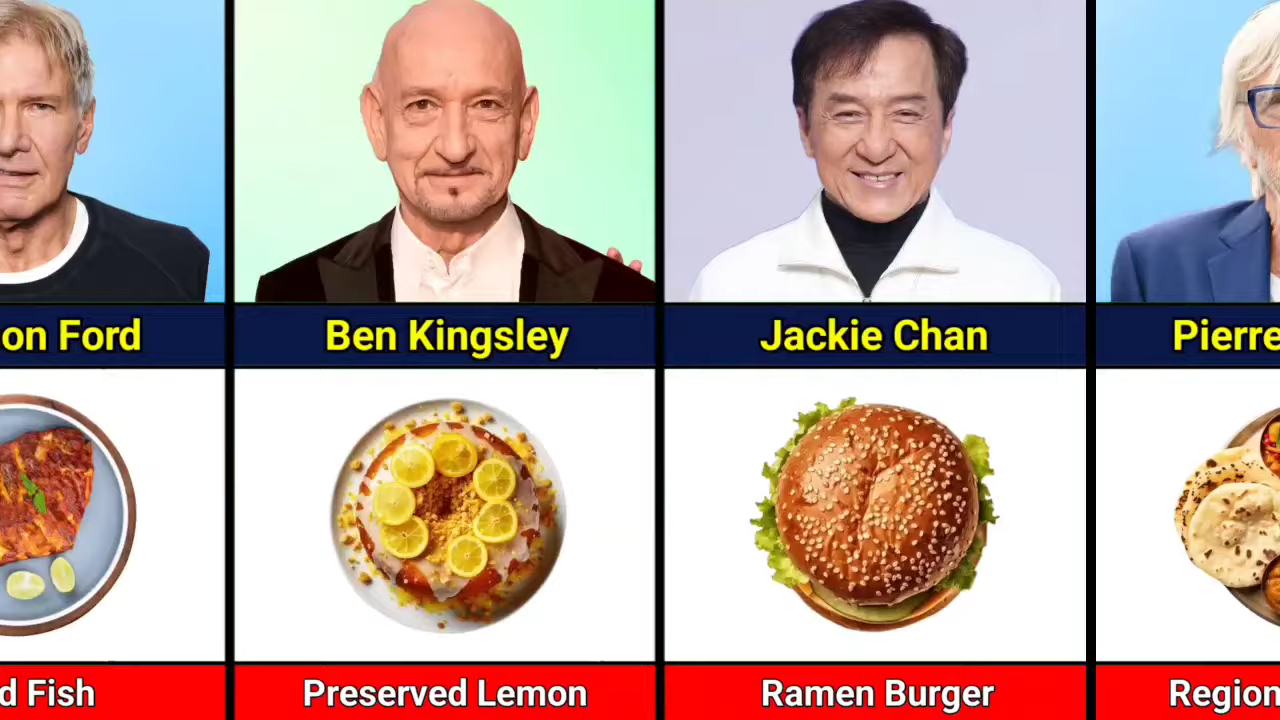 on Ford
Ben Kingsley
Jackie Chan
Pierre
d Fish
Preserved Lemon
Ramen Burger
Region